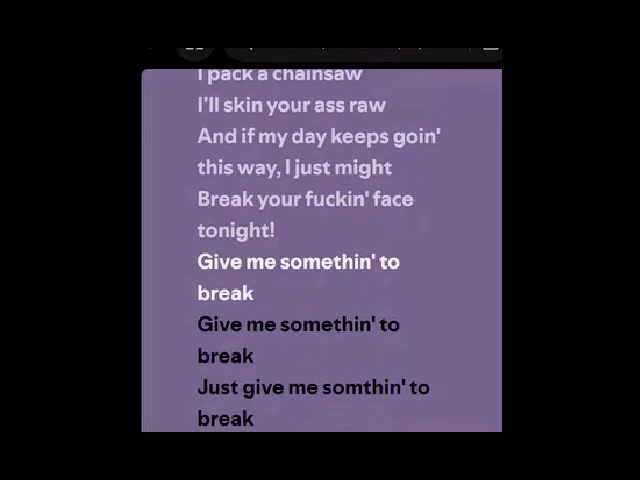 I pack a chainsaw
I'll skin your ass raw
And if my day keeps goin'
this way, I just might
Break your fuckin' face
tonight!
Give me somethin' to
break
Give me somethin' to
break
Just give me somthin' to
break